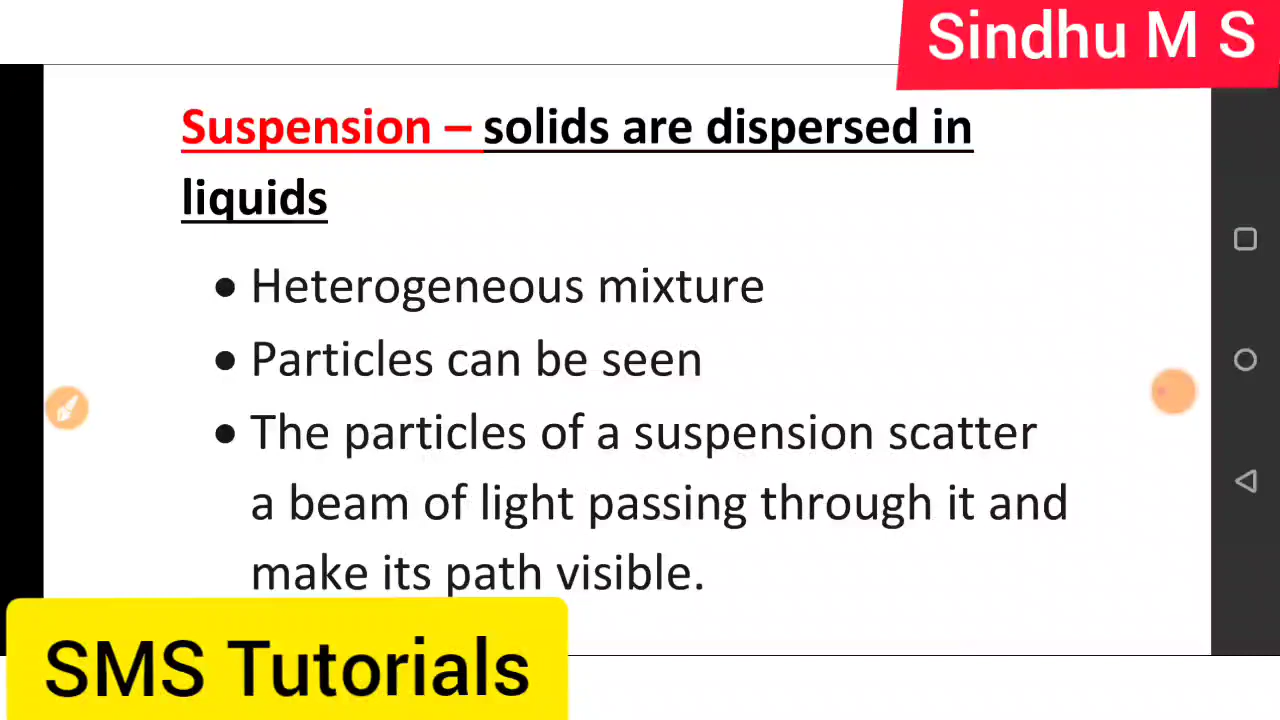 Sindhu M S
Suspension – solids are dispersed in
liquids
• Heterogeneous mixture
• Particles can be seen
• The particles of a suspension scatter
a beam of light passing through it and
make its path visible.
SMS Tutorials